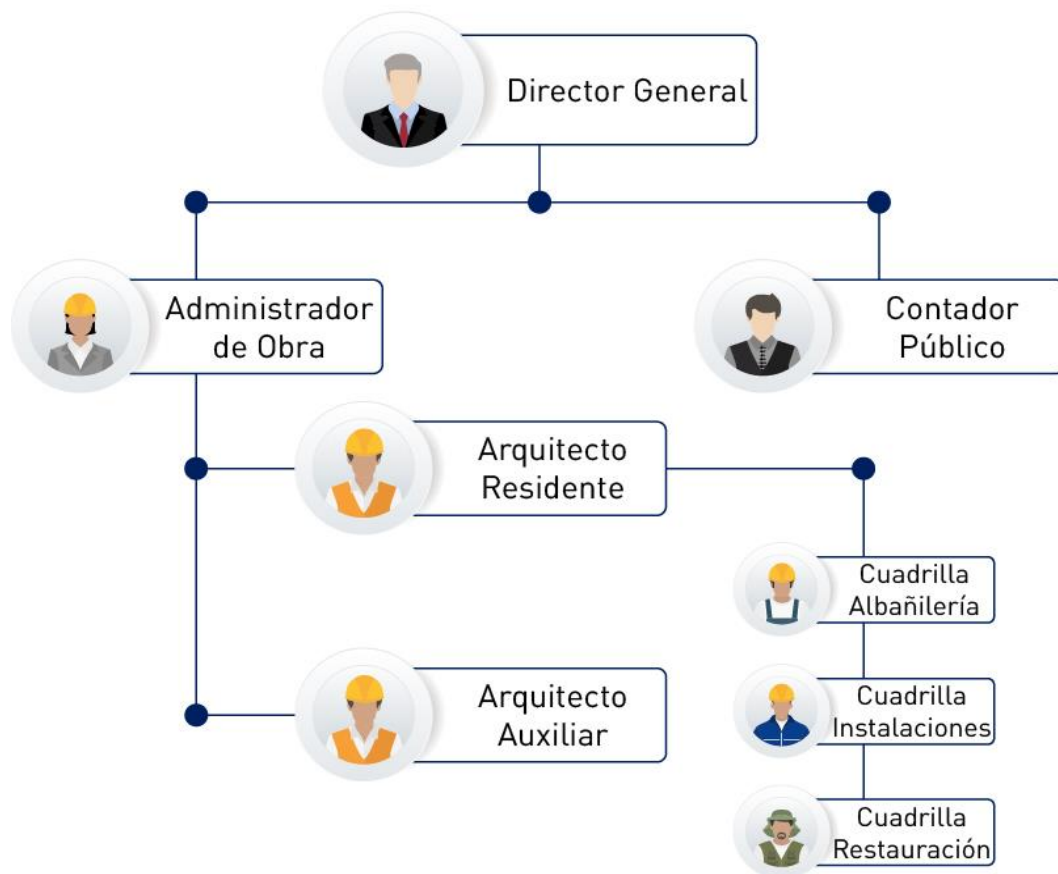 Director General
Administrador
de Obra
Contador
Público
Arquitecto
Residente
Cuadrilla
Albañilería
Arquitecto
Auxiliar
Cuadrilla
Instalaciones
Cuadrilla
Restauración